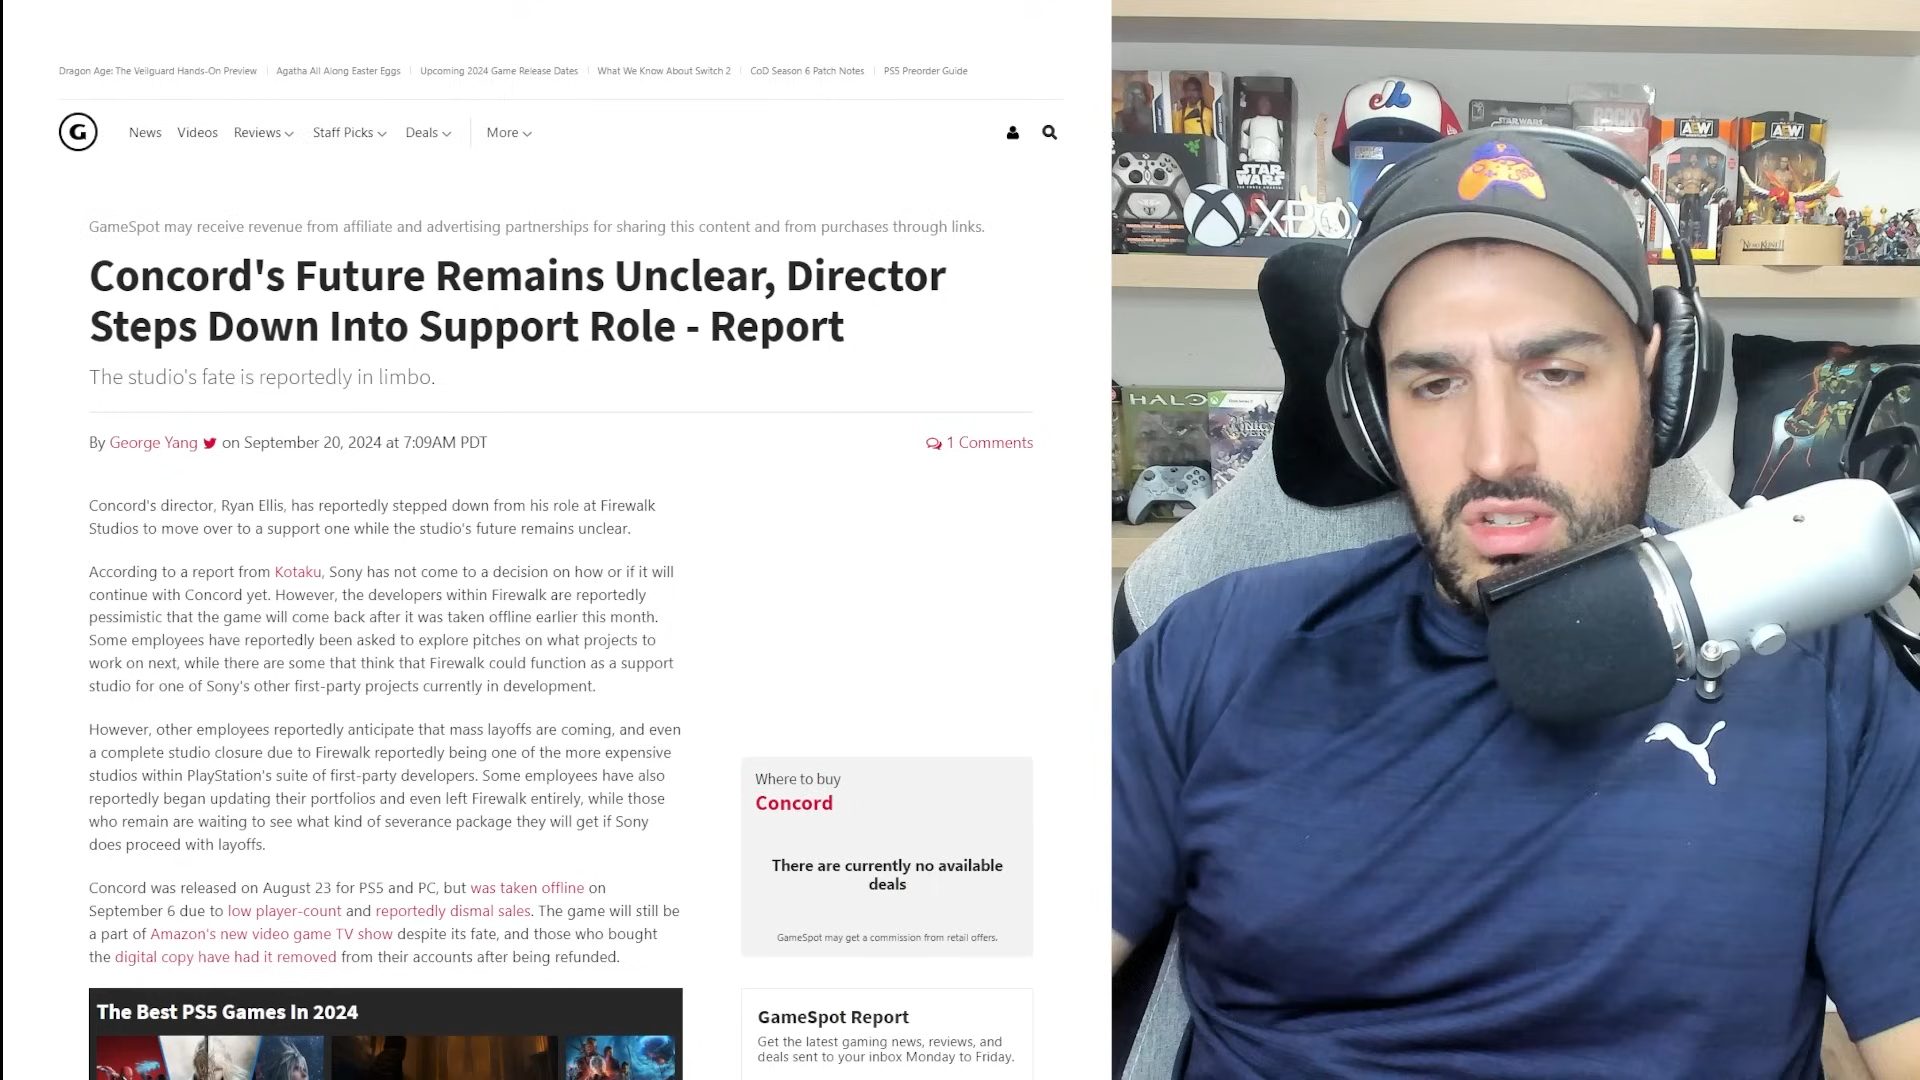 Dragon Age: The Veilguard Hands-On Preview
Agatha All Along Easter Eggs
Upcoming 2024 Game Release Dates
What We Know About Switch 2
CoD Season 6 Patch Notes
PS5 Preorder Guide
G
News
Videos
Reviews
Staff Picks
Deals
More
GameSpot may receive revenue from affiliate and advertising partnerships for sharing this content and from purchases through links.
Concord's Future Remains Unclear, Director
Steps Down Into Support Role - Report
The studio's fate is reportedly in limbo.
By George Yang on September 20, 2024 at 7:09AM PDT
1 Comments
Concord's director, Ryan Ellis, has reportedly stepped down from his role at Firewalk
Studios to move over to a support one while the studio's future remains unclear.
According to a report from Kotaku, Sony has not come to a decision on how or if it will
continue with Concord yet. However, the developers within Firewalk are reportedly
pessimistic that the game will come back after it was taken offline earlier this month.
Some employees have reportedly been asked to explore pitches on what projects to
work on next, while there are some that think that Firewalk could function as a support
studio for one of Sony's other first-party projects currently in development.
However, other employees reportedly anticipate that mass layoffs are coming, and even
a complete studio closure due to Firewalk reportedly being one of the more expensive
studios within PlayStation's suite of first-party developers. Some employees have also
reportedly began updating their portfolios and even left Firewalk entirely, while those
who remain are waiting to see what kind of severance package they will get if Sony
does proceed with layoffs.
Concord was released on August 23 for PS5 and PC, but was taken offline on
September 6 due to low player-count and reportedly dismal sales. The game will still be
a part of Amazon's new video game TV show despite its fate, and those who bought
the digital copy have had it removed from their accounts after being refunded.
The Best PS5 Games In 2024
Where to buy
Concord
There are currently no available
deals
GameSpot may get a commission from retail offers.
GameSpot Report
Get the latest gaming news, reviews, and
deals sent to your inbox Monday to Friday.
STAR
WARS
XBOX
STAR WARS
AEW
AEW
HALO